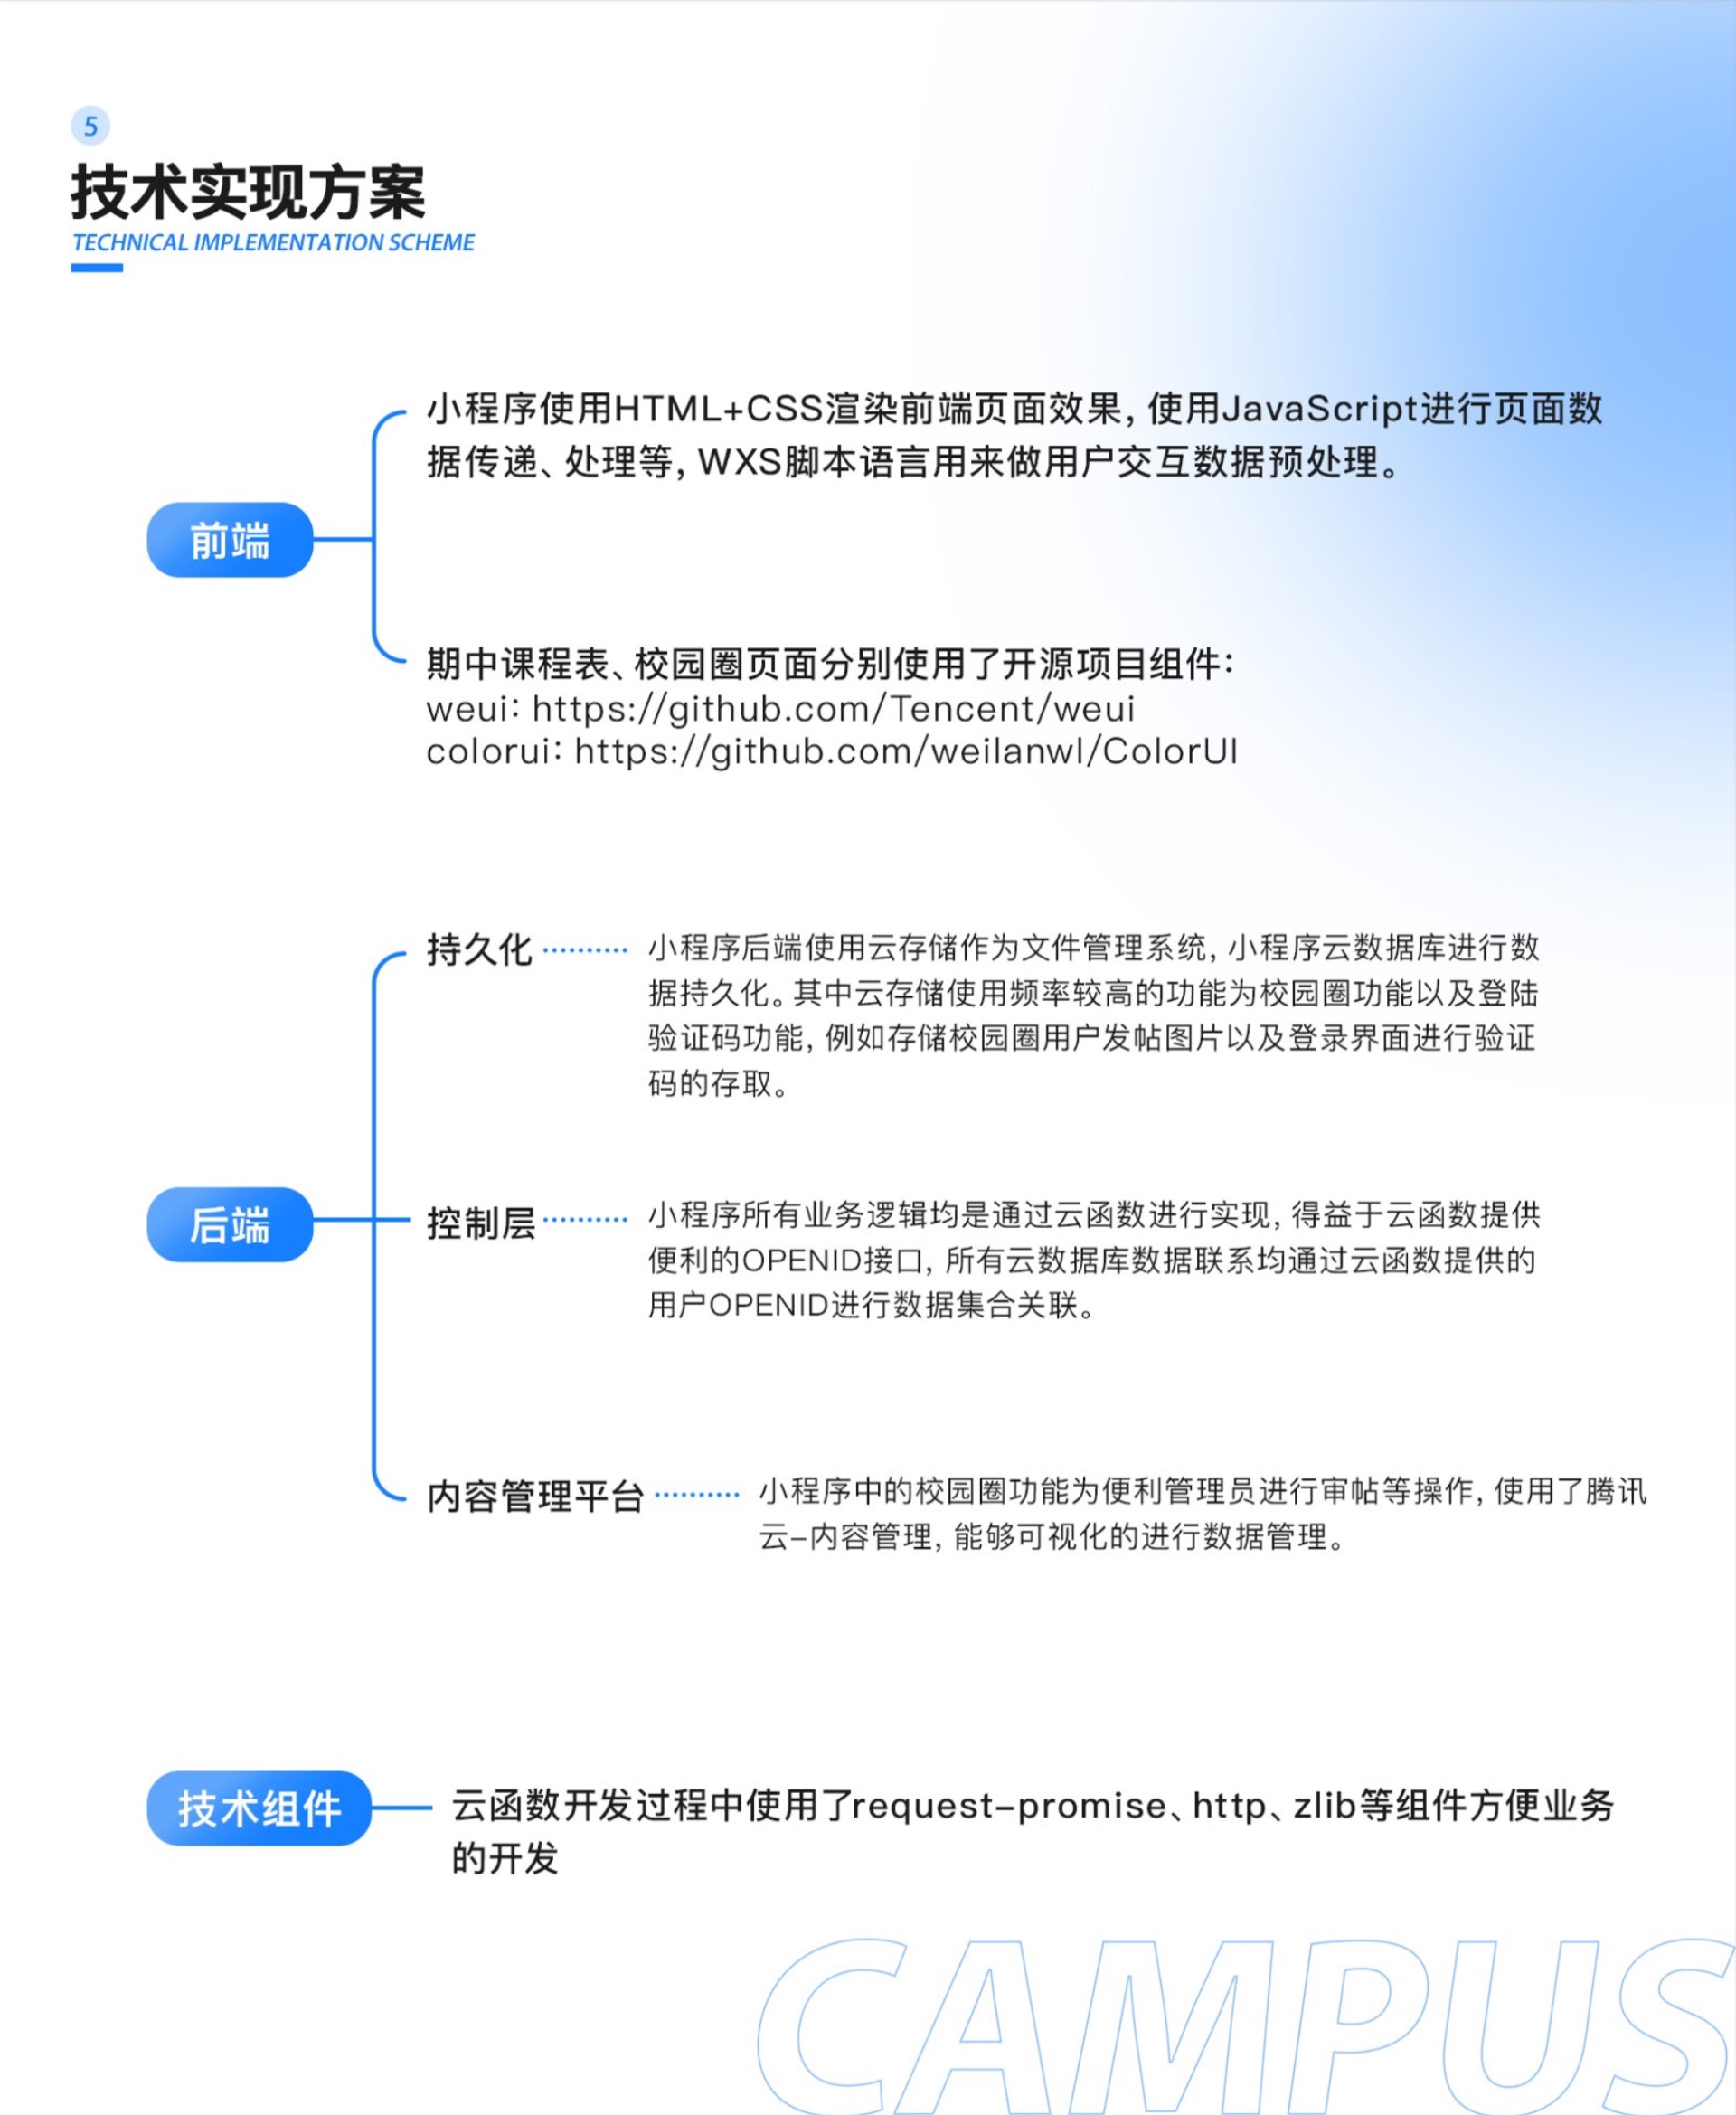 5
技术实现方案
TECHNICAL IMPLEMENTATION SCHEME
小程序使用HTML+CSS渲染前端页面效果，使用JavaScript进行页面数
据传递、处理等，WXS脚本语言用来做用户交互数据预处理。
前端
期中课程表、校园圈页面分别使用了开源项目组件：
weui：https://github.com/Tencent/weui
colorui：https://github.com/weilanwl/ColorUI
持久化
小程序后端使用云存储作为文件管理系统，小程序云数据库进行数
据持久化。其中云存储使用频率较高的功能为校园圈功能以及登陆
验证码功能，例如存储校园圈用户发帖图片以及登录界面进行验证
码的存取。
后端
控制层
小程序所有业务逻辑均是通过云函数进行实现，得益于云函数提供
便利的OPENID接口，所有云数据库数据联系均通过云函数提供的
用户OPENID进行数据集合关联。
内容管理平台
小程序中的校园圈功能为便利管理员进行审帖等操作，使用了腾讯
云-内容管理，能够可视化的进行数据管理。
技术组件
云函数开发过程中使用了request-promise、http、zlib等组件方便业务
的开发
CAMPUS